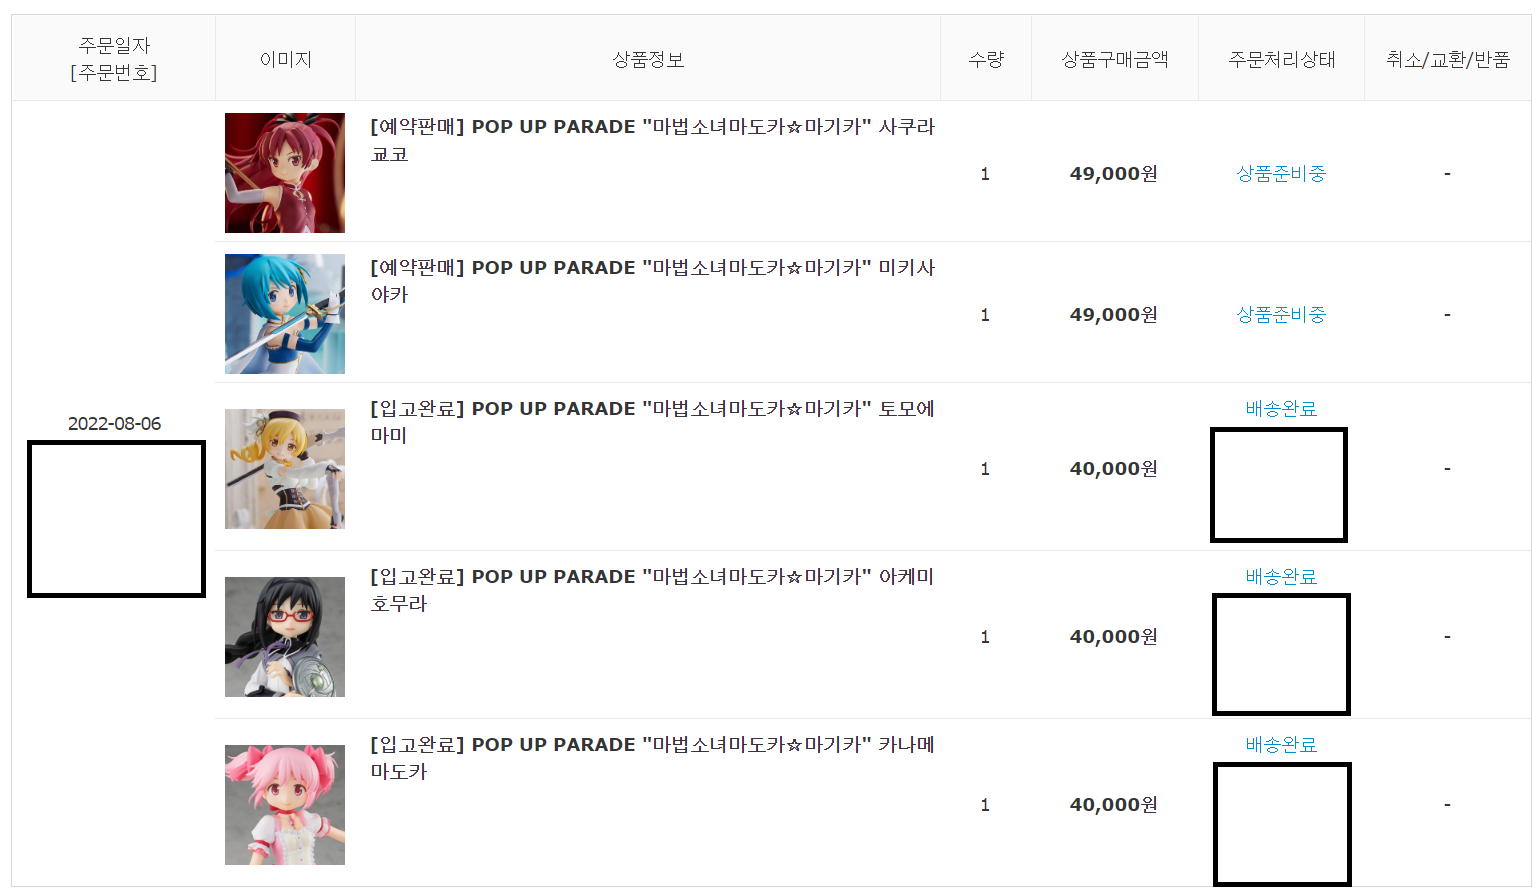 주문일자
[주문번호]
이미지
상품정보
수량
상품구매금액
주문처리상태
취소/교환/반품
2022-08-06
[예약판매] POP UP PARADE "마법소녀마도카☆마기카" 사쿠라
쿄코
1
49,000원
상품준비중
-
[예약판매] POP UP PARADE "마법소녀마도카☆마기카" 미키사
야카
1
49,000원
상품준비중
-
[입고완료] POP UP PARADE "마법소녀마도카☆마기카" 토모에
마미
1
40,000원
배송완료
-
[입고완료] POP UP PARADE "마법소녀마도카☆마기카" 아케미
호무라
1
40,000원
배송완료
-
[입고완료] POP UP PARADE "마법소녀마도카☆마기카" 카나메
마도카
1
40,000원
배송완료
-